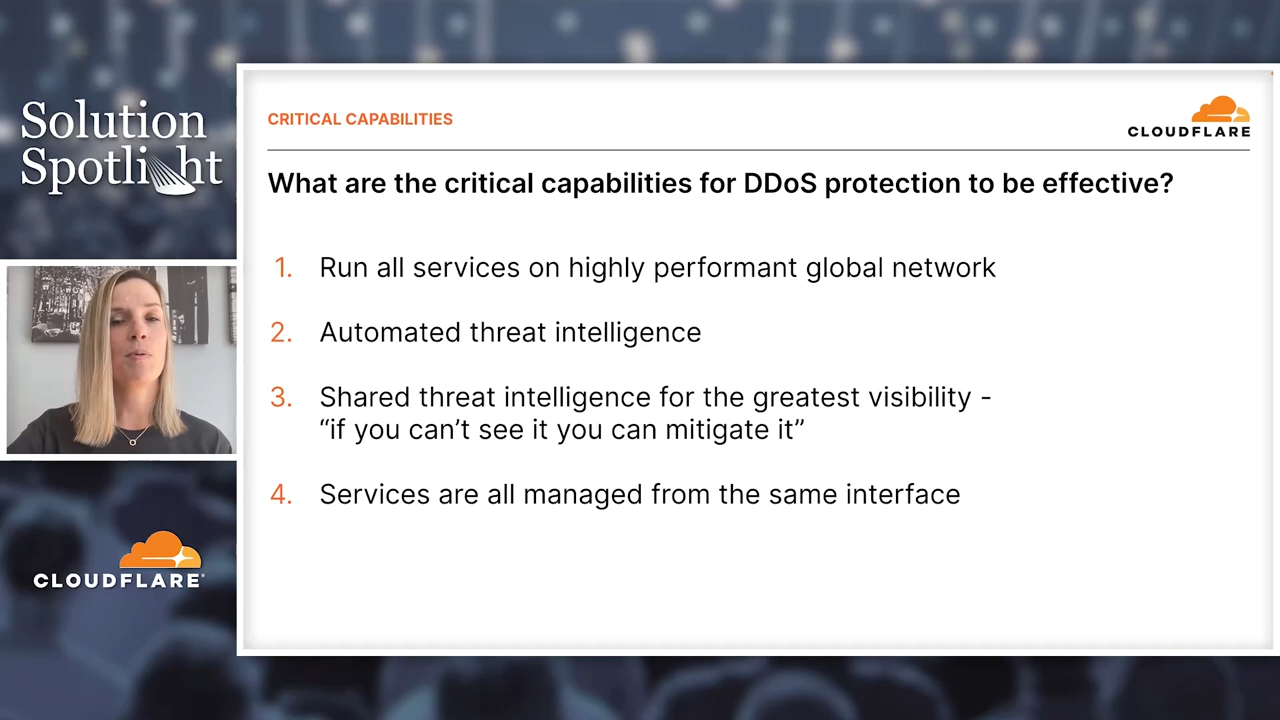 Solution
Spotlight
CLOUDFLARE
CRITICAL CAPABILITIES
CLOUDFLARE
What are the critical capabilities for DDoS protection to be effective?
1. Run all services on highly performant global network
2. Automated threat intelligence
3. Shared threat intelligence for the greatest visibility -
“if you can’t see it you can mitigate it”
4. Services are all managed from the same interface